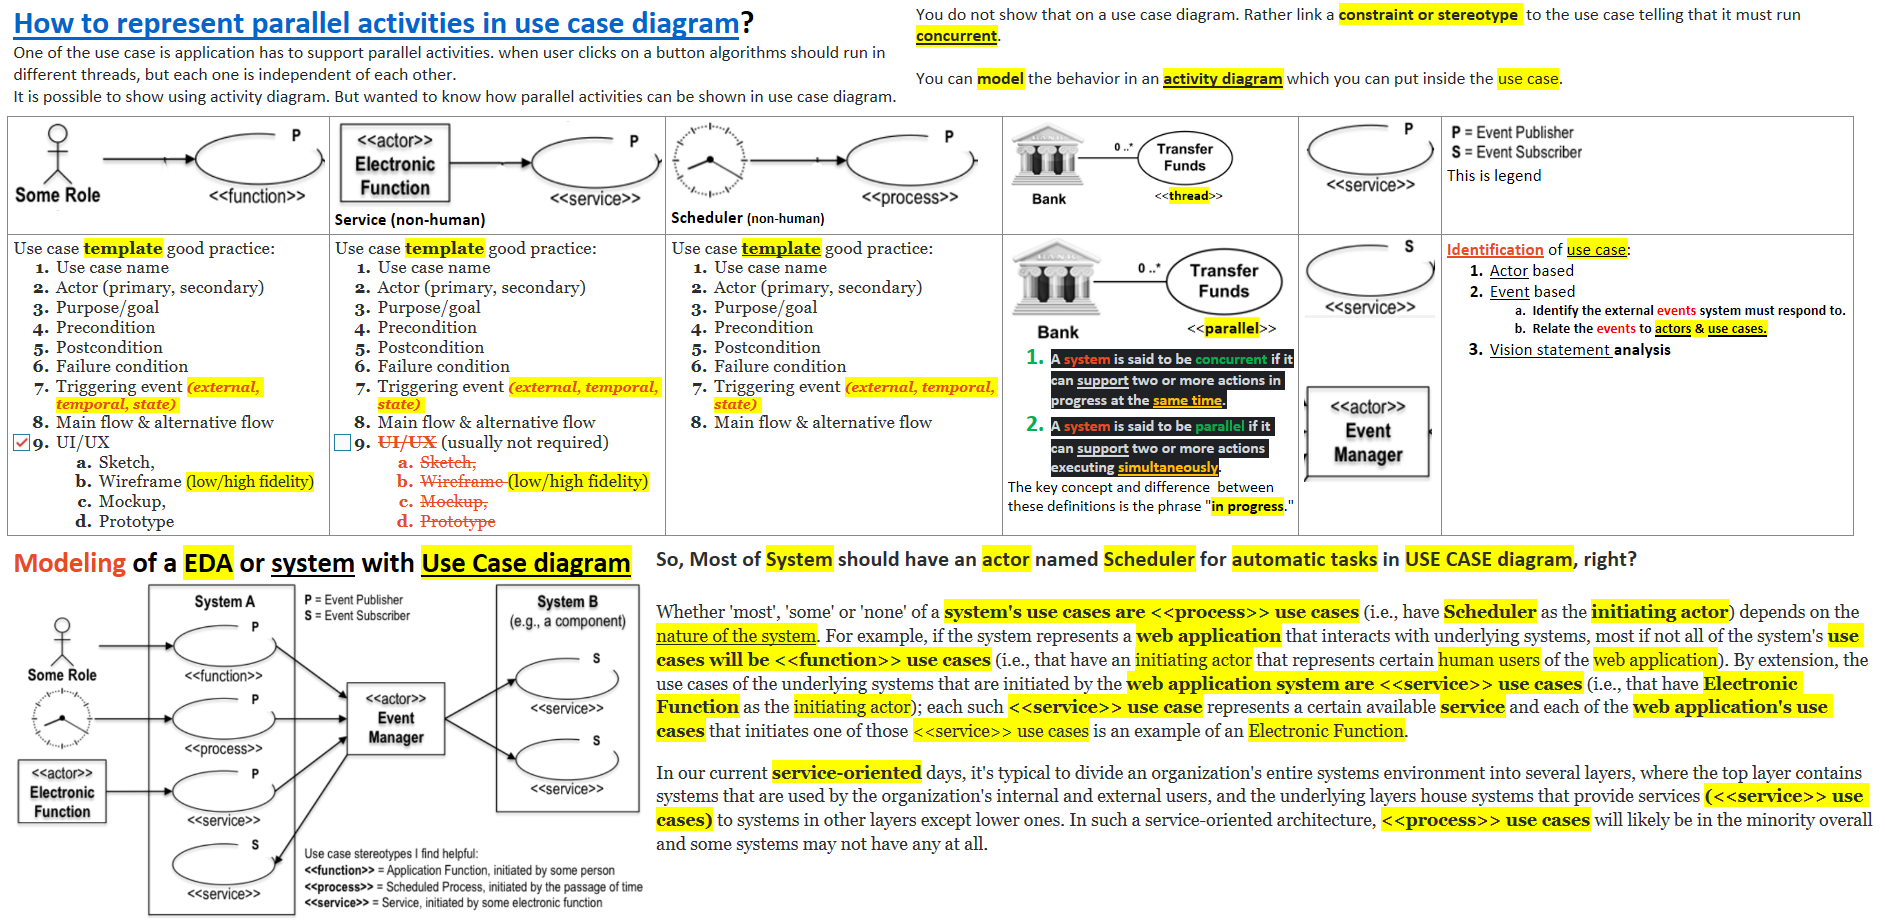 How to represent parallel activities in use case diagram?
One of the use case is application has to support parallel activities. when user clicks on a button algorithms should run in
different threads, but each one is independent of each other.
It is possible to show using activity diagram. But wanted to know how parallel activities can be shown in use case diagram.
You do not show that on a use case diagram. Rather link a constraint or stereotype to the use case telling that it must run
concurrent.
You can model the behavior in an activity diagram which you can put inside the use case.
P
Some Role
<<function>>
<<actor>>
Electronic
Function
P
<<service>>
Service (non-human)
P
<<process>>
Scheduler (non-human)
0 ..*
Transfer
Funds
Bank
<<thread>>
P
<<service>>
P = Event Publisher
S = Event Subscriber
This is legend
Use case template good practice:
1. Use case name
2. Actor (primary, secondary)
3. Purpose/goal
4. Precondition
5. Postcondition
6. Failure condition
7. Triggering event (external,
temporal, state)
8. Main flow & alternative flow
9. UI/UX
a. Sketch,
b. Wireframe (low/high fidelity)
c. Mockup,
d. Prototype
Use case template good practice:
1. Use case name
2. Actor (primary, secondary)
3. Purpose/goal
4. Precondition
5. Postcondition
6. Failure condition
7. Triggering event (external, temporal,
state)
8. Main flow & alternative flow
9. UI/UX (usually not required)
a. Sketch,
b. Wireframe (low/high fidelity)
c. Mockup,
d. Prototype
Use case template good practice:
1. Use case name
2. Actor (primary, secondary)
3. Purpose/goal
4. Precondition
5. Postcondition
6. Failure condition
7. Triggering event (external, temporal,
state)
8. Main flow & alternative flow
0 ..*
Transfer
Funds
Bank
<<parallel>>
1. A system is said to be concurrent if it
can support two or more actions in
progress at the same time.
2. A system is said to be parallel if it
can support two or more actions
executing simultaneously.
The key concept and difference between
these definitions is the phrase "in progress."
S
<<service>>
<<actor>>
Event
Manager
Identification of use case:
1. Actor based
2. Event based
a. Identify the external events system must respond to.
b. Relate the events to actors & use cases.
3. Vision statement analysis
Modeling of a EDA or system with Use Case diagram
System A
P = Event Publisher
S = Event Subscriber
System B
(e.g., a component)
Some Role
P
<<function>>
P
<<process>>
<<actor>>
Electronic
Function
P
<<service>>
S
<<service>>
<<actor>>
Event
Manager
S
<<service>>
S
<<service>>
Use case stereotypes I find helpful:
<<function>> = Application Function, initiated by some person
<<process>> = Scheduled Process, initiated by the passage of time
<<service>> = Service, initiated by some electronic function
So, Most of System should have an actor named Scheduler for automatic tasks in USE CASE diagram, right?
Whether 'most', 'some' or 'none' of a system's use cases are <<process>> use cases (i.e., have Scheduler as the initiating actor) depends on the
nature of the system. For example, if the system represents a web application that interacts with underlying systems, most if not all of the system's use
cases will be <<function>> use cases (i.e., that have an initiating actor that represents certain human users of the web application). By extension, the
use cases of the underlying systems that are initiated by the web application system are <<service>> use cases (i.e., that have Electronic
Function as the initiating actor); each such <<service>> use case represents a certain available service and each of the web application's use
cases that initiates one of those <<service>> use cases is an example of an Electronic Function.
In our current service-oriented days, it's typical to divide an organization's entire systems environment into several layers, where the top layer contains
systems that are used by the organization's internal and external users, and the underlying layers house systems that provide services (<<service>> use
cases) to systems in other layers except lower ones. In such a service-oriented architecture, <<process>> use cases will likely be in the minority overall
and some systems may not have any at all.